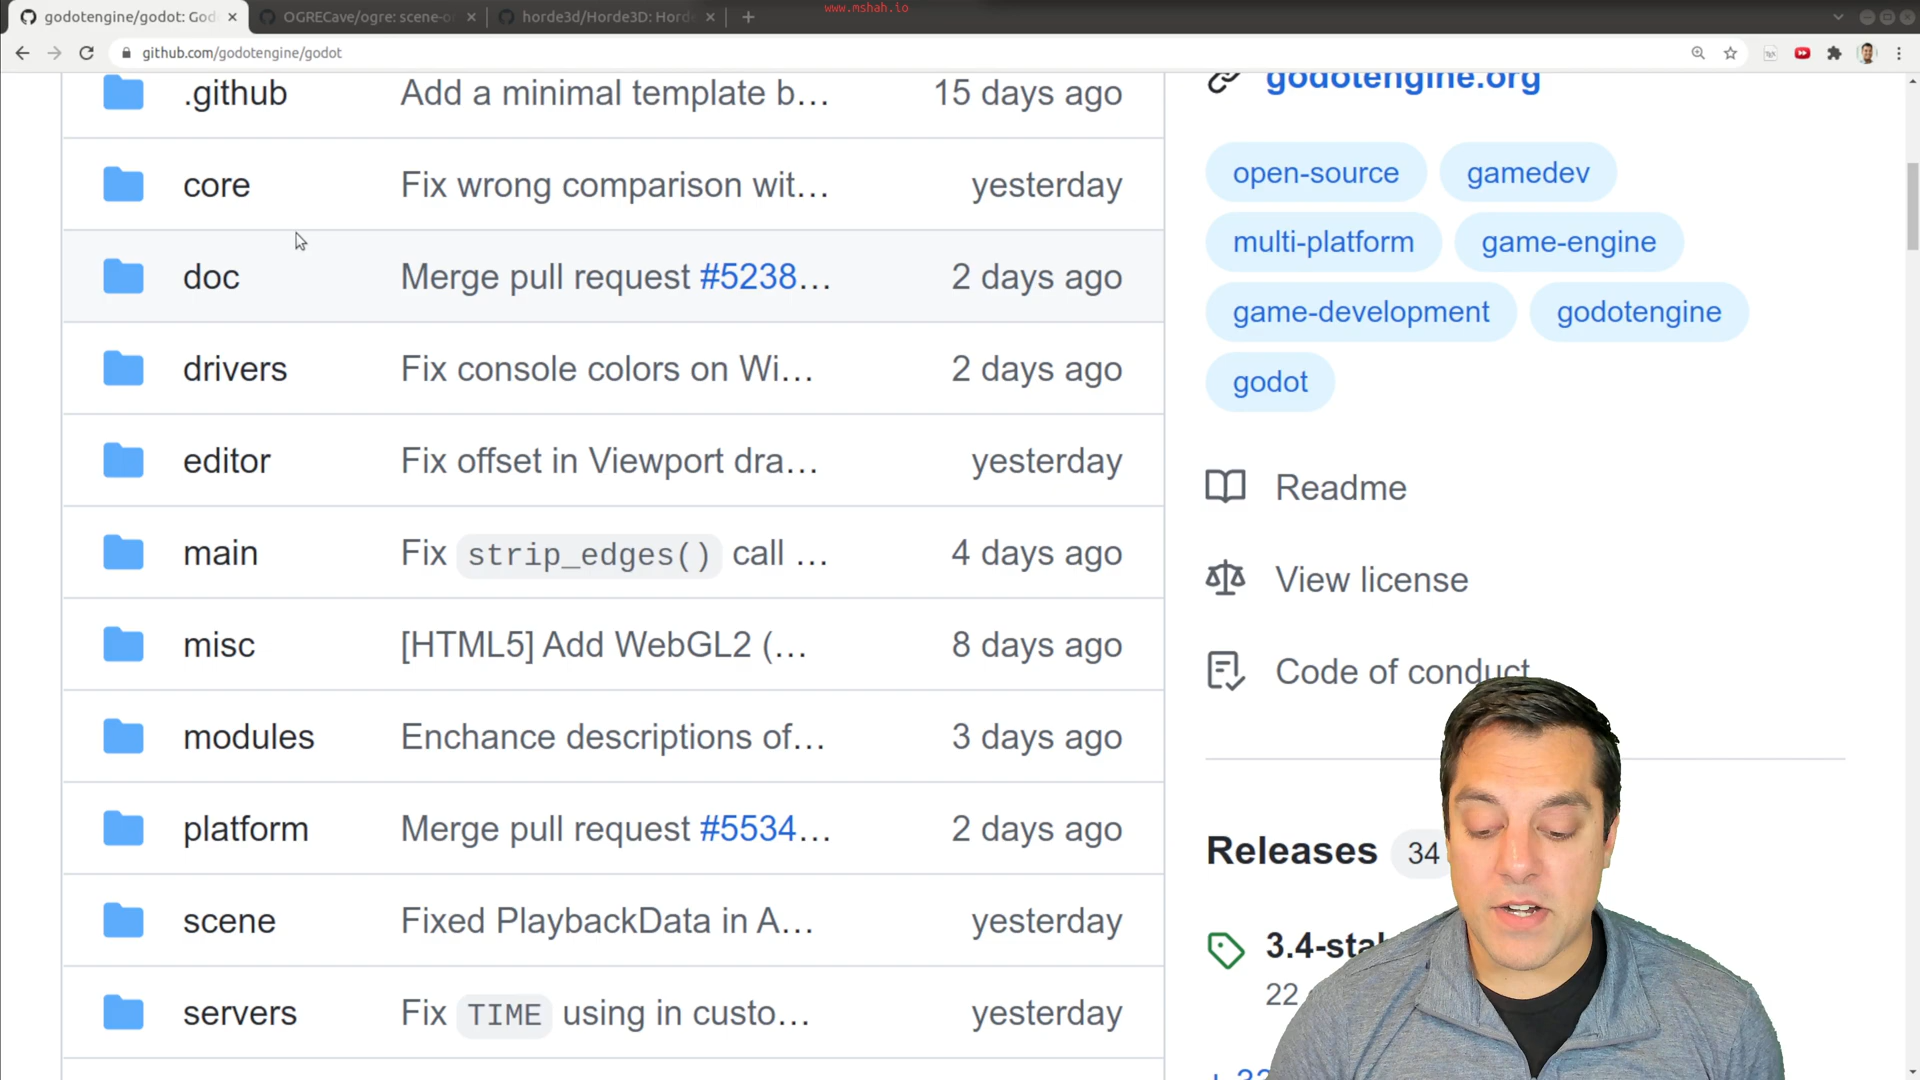 godotengine/godot: God
OGRECave/ogre: scene-o
horde3d/Horde3D: Horde
www.mshah.io
github.com/godotengine/godot
.github Add a minimal template b... 15 days ago
core Fix wrong comparison wit... yesterday
doc Merge pull request #5238... 2 days ago
drivers Fix console colors on Wi... 2 days ago
editor Fix offset in Viewport dra... yesterday
main Fix strip_edges() call ... 4 days ago
misc [HTML5] Add WebGL2 (... 8 days ago
modules Enchance descriptions of... 3 days ago
platform Merge pull request #5534... 2 days ago
scene Fixed PlaybackData in A... yesterday
servers Fix TIME using in custo... yesterday
godotengine.org
open-source gamedev
multi-platform game-engine
game-development godotengine
godot
Readme
View license
Code of conduct
Releases 34
3.4-sta
22